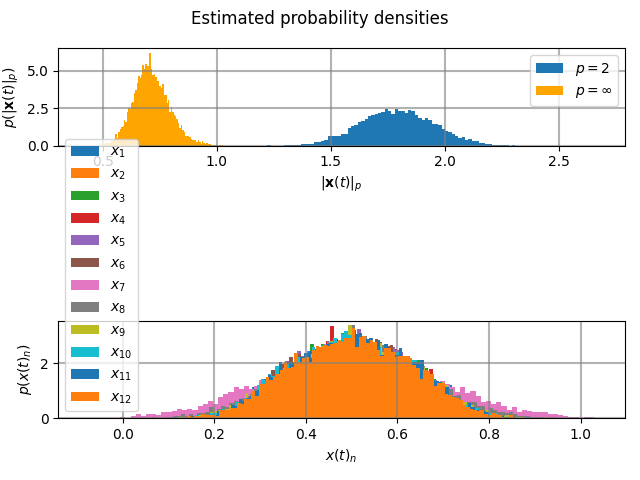 Estimated probability densities
p(|x(t)|ₚ)
5.0
2.5
0.0
p = 2
p = ∞
0.5
1.0
1.5
2.0
2.5
|x(t)|ₚ
x₁
x₂
x₃
x₄
x₅
x₆
x₇
x₈
x₉
x₁₀
x₁₁
x₁₂
p(x(t)ₙ)
2
0
0.0
0.2
0.4
0.6
0.8
1.0
x(t)ₙ